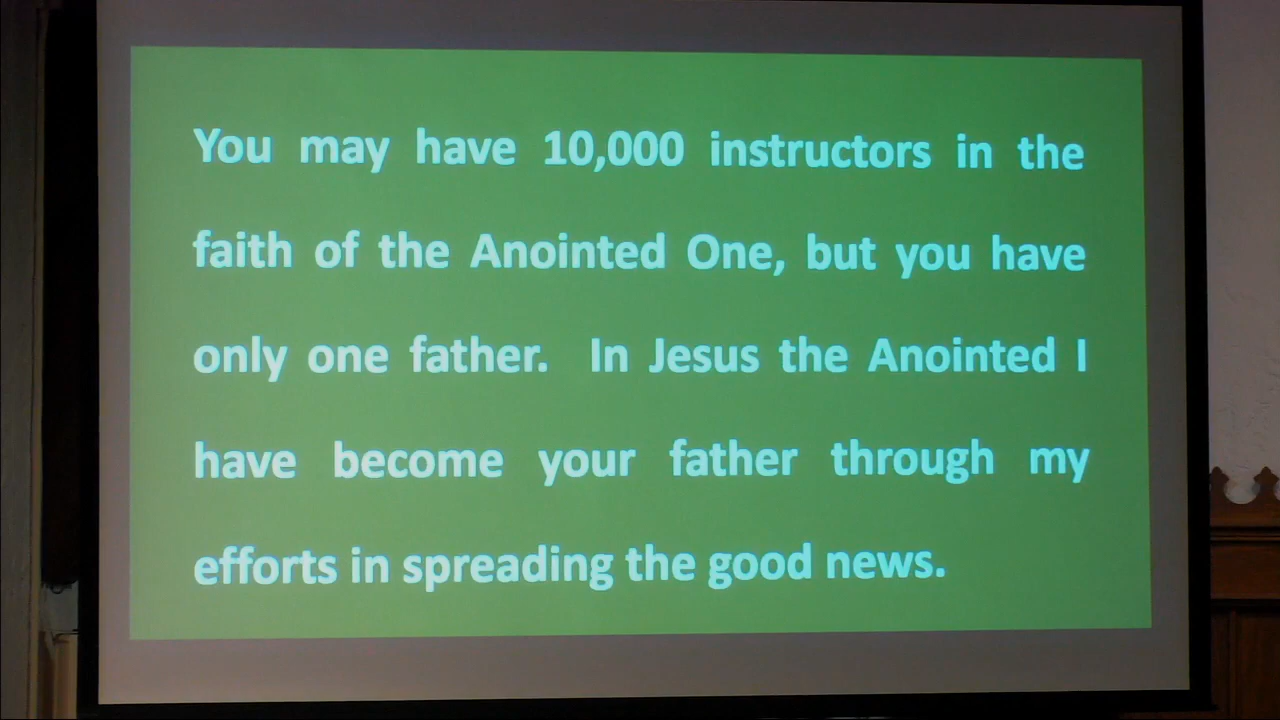 You may have 10,000 instructors in the
faith of the Anointed One, but you have
only one father. In Jesus the Anointed I
have become your father through my
efforts in spreading the good news.